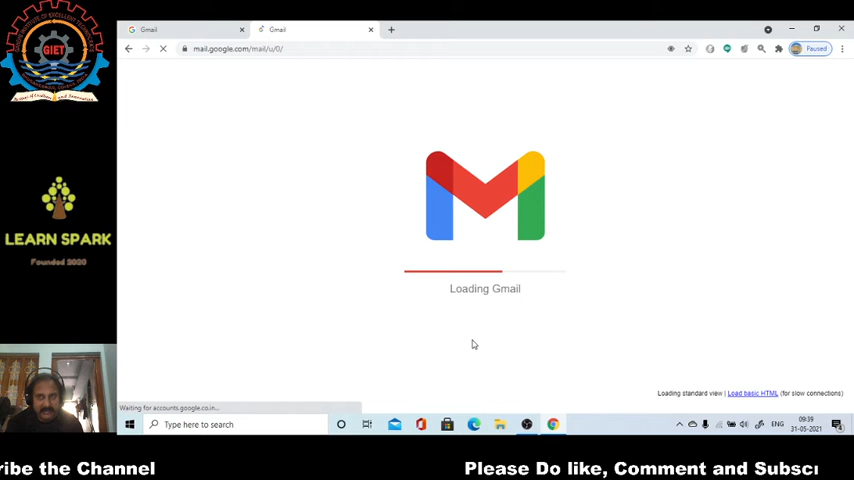 Gmail
Gmail
mail.google.com/mail/u/0/
Paused
GIET
LEARN SPARK
Founded 2020
Loading Gmail
Loading standard view | Load basic HTML (for slow connections)
Waiting for accounts.google.co.in...
Type here to search
ENG
09:39
31-05-2021
4
ribe the Channel
Please Do like, Comment and Subscr